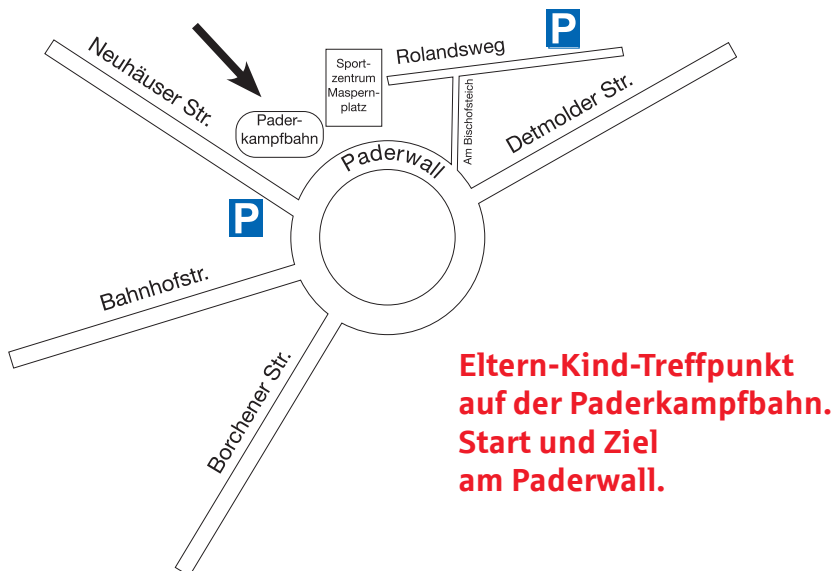 P
Rolandsweg
Neuhäuser Str.
Sport-
zentrum
Maspern-
platz
Detmolder Str.
Am Bischofsteich
Pader-
kampfbahn
Paderwall
P
Bahnhofstr.
Borchener Str.
Eltern-Kind-Treffpunkt
auf der Paderkampfbahn.
Start und Ziel
am Paderwall.